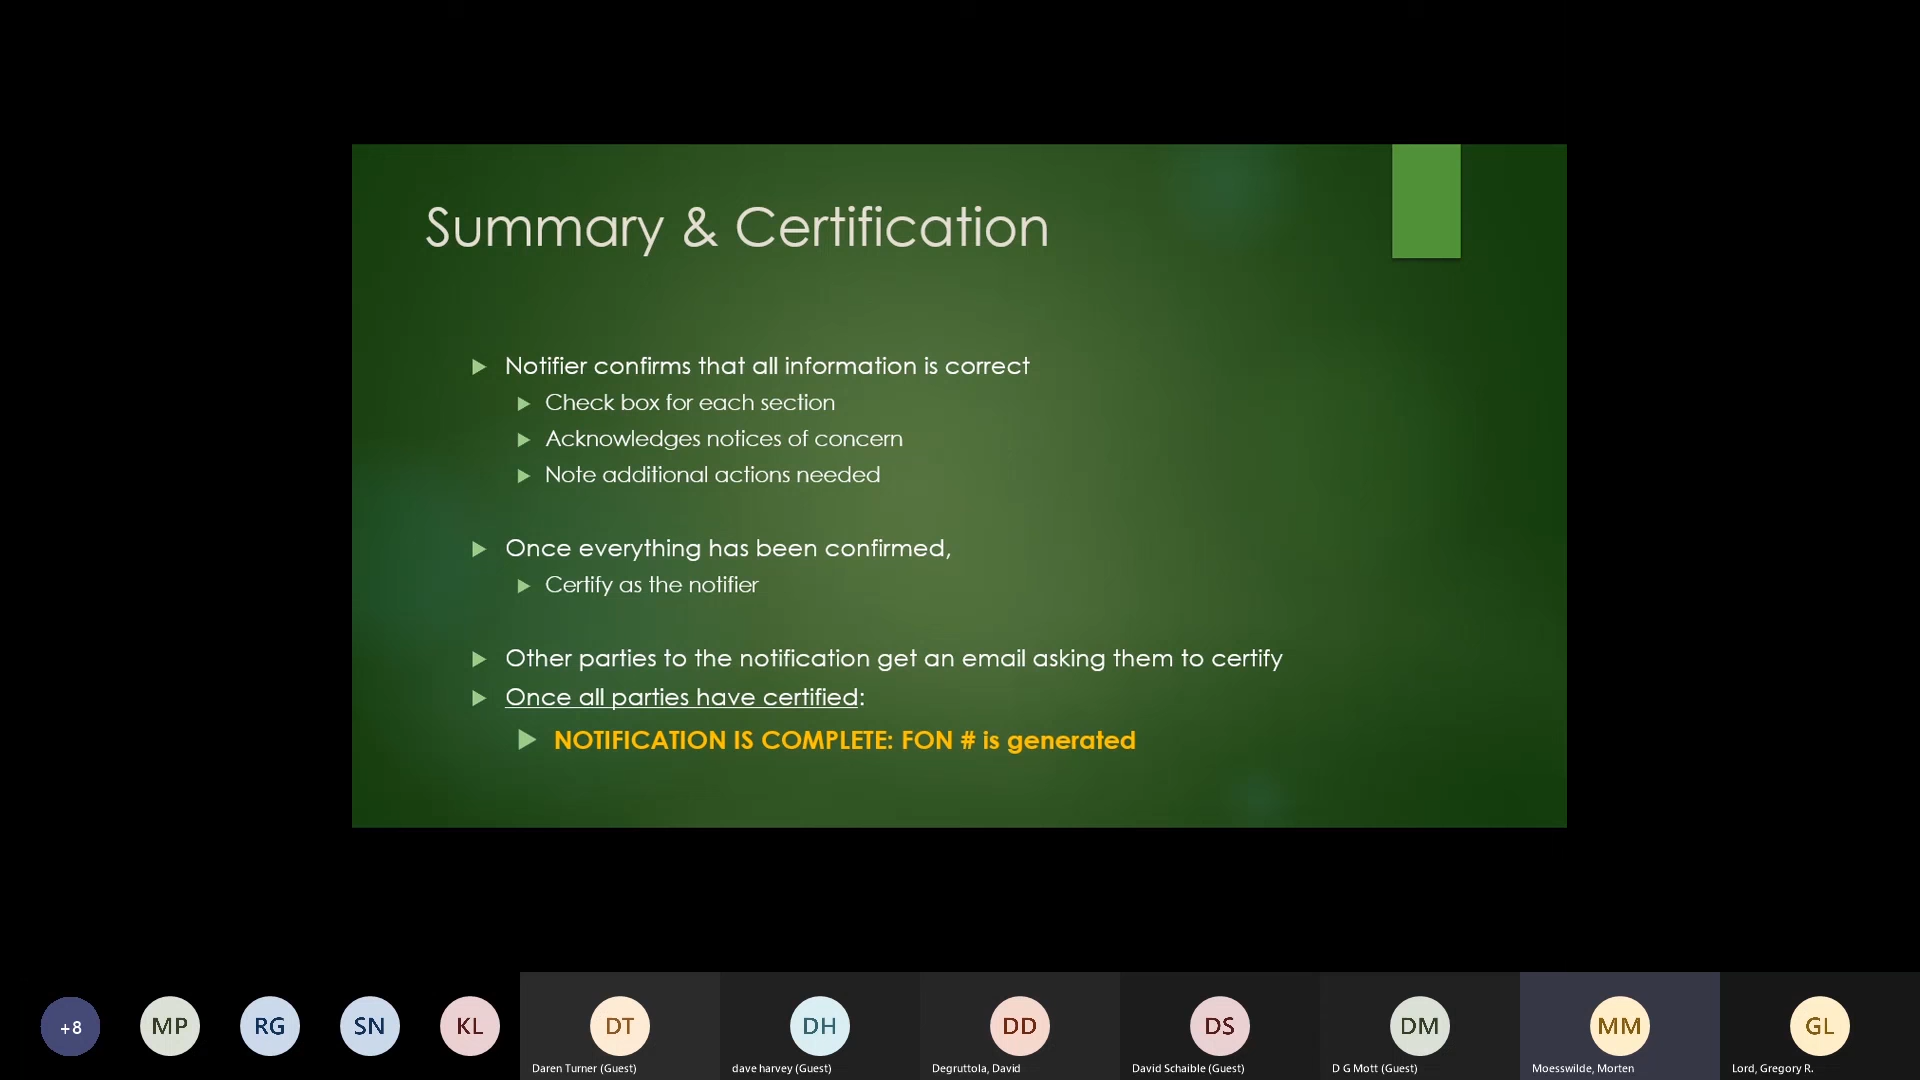 Summary & Certification
Notifier confirms that all information is correct
Check box for each section
Acknowledges notices of concern
Note additional actions needed
Once everything has been confirmed,
Certify as the notifier
Other parties to the notification get an email asking them to certify
Once all parties have certified:
NOTIFICATION IS COMPLETE: FON # is generated
+8 MP RG SN KL DT DH DD DS DM MM GL
Daren Turner (Guest) dave harvey (Guest) Degruttola, David David Schaible (Guest) D G Mott (Guest) Moesswilde, Morten Lord, Gregory R.